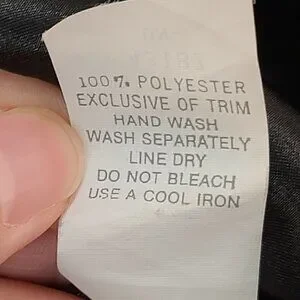 100% POLYESTER
EXCLUSIVE OF TRIM
HAND WASH
WASH SEPARATELY
LINE DRY
DO NOT BLEACH
USE A COOL IRON